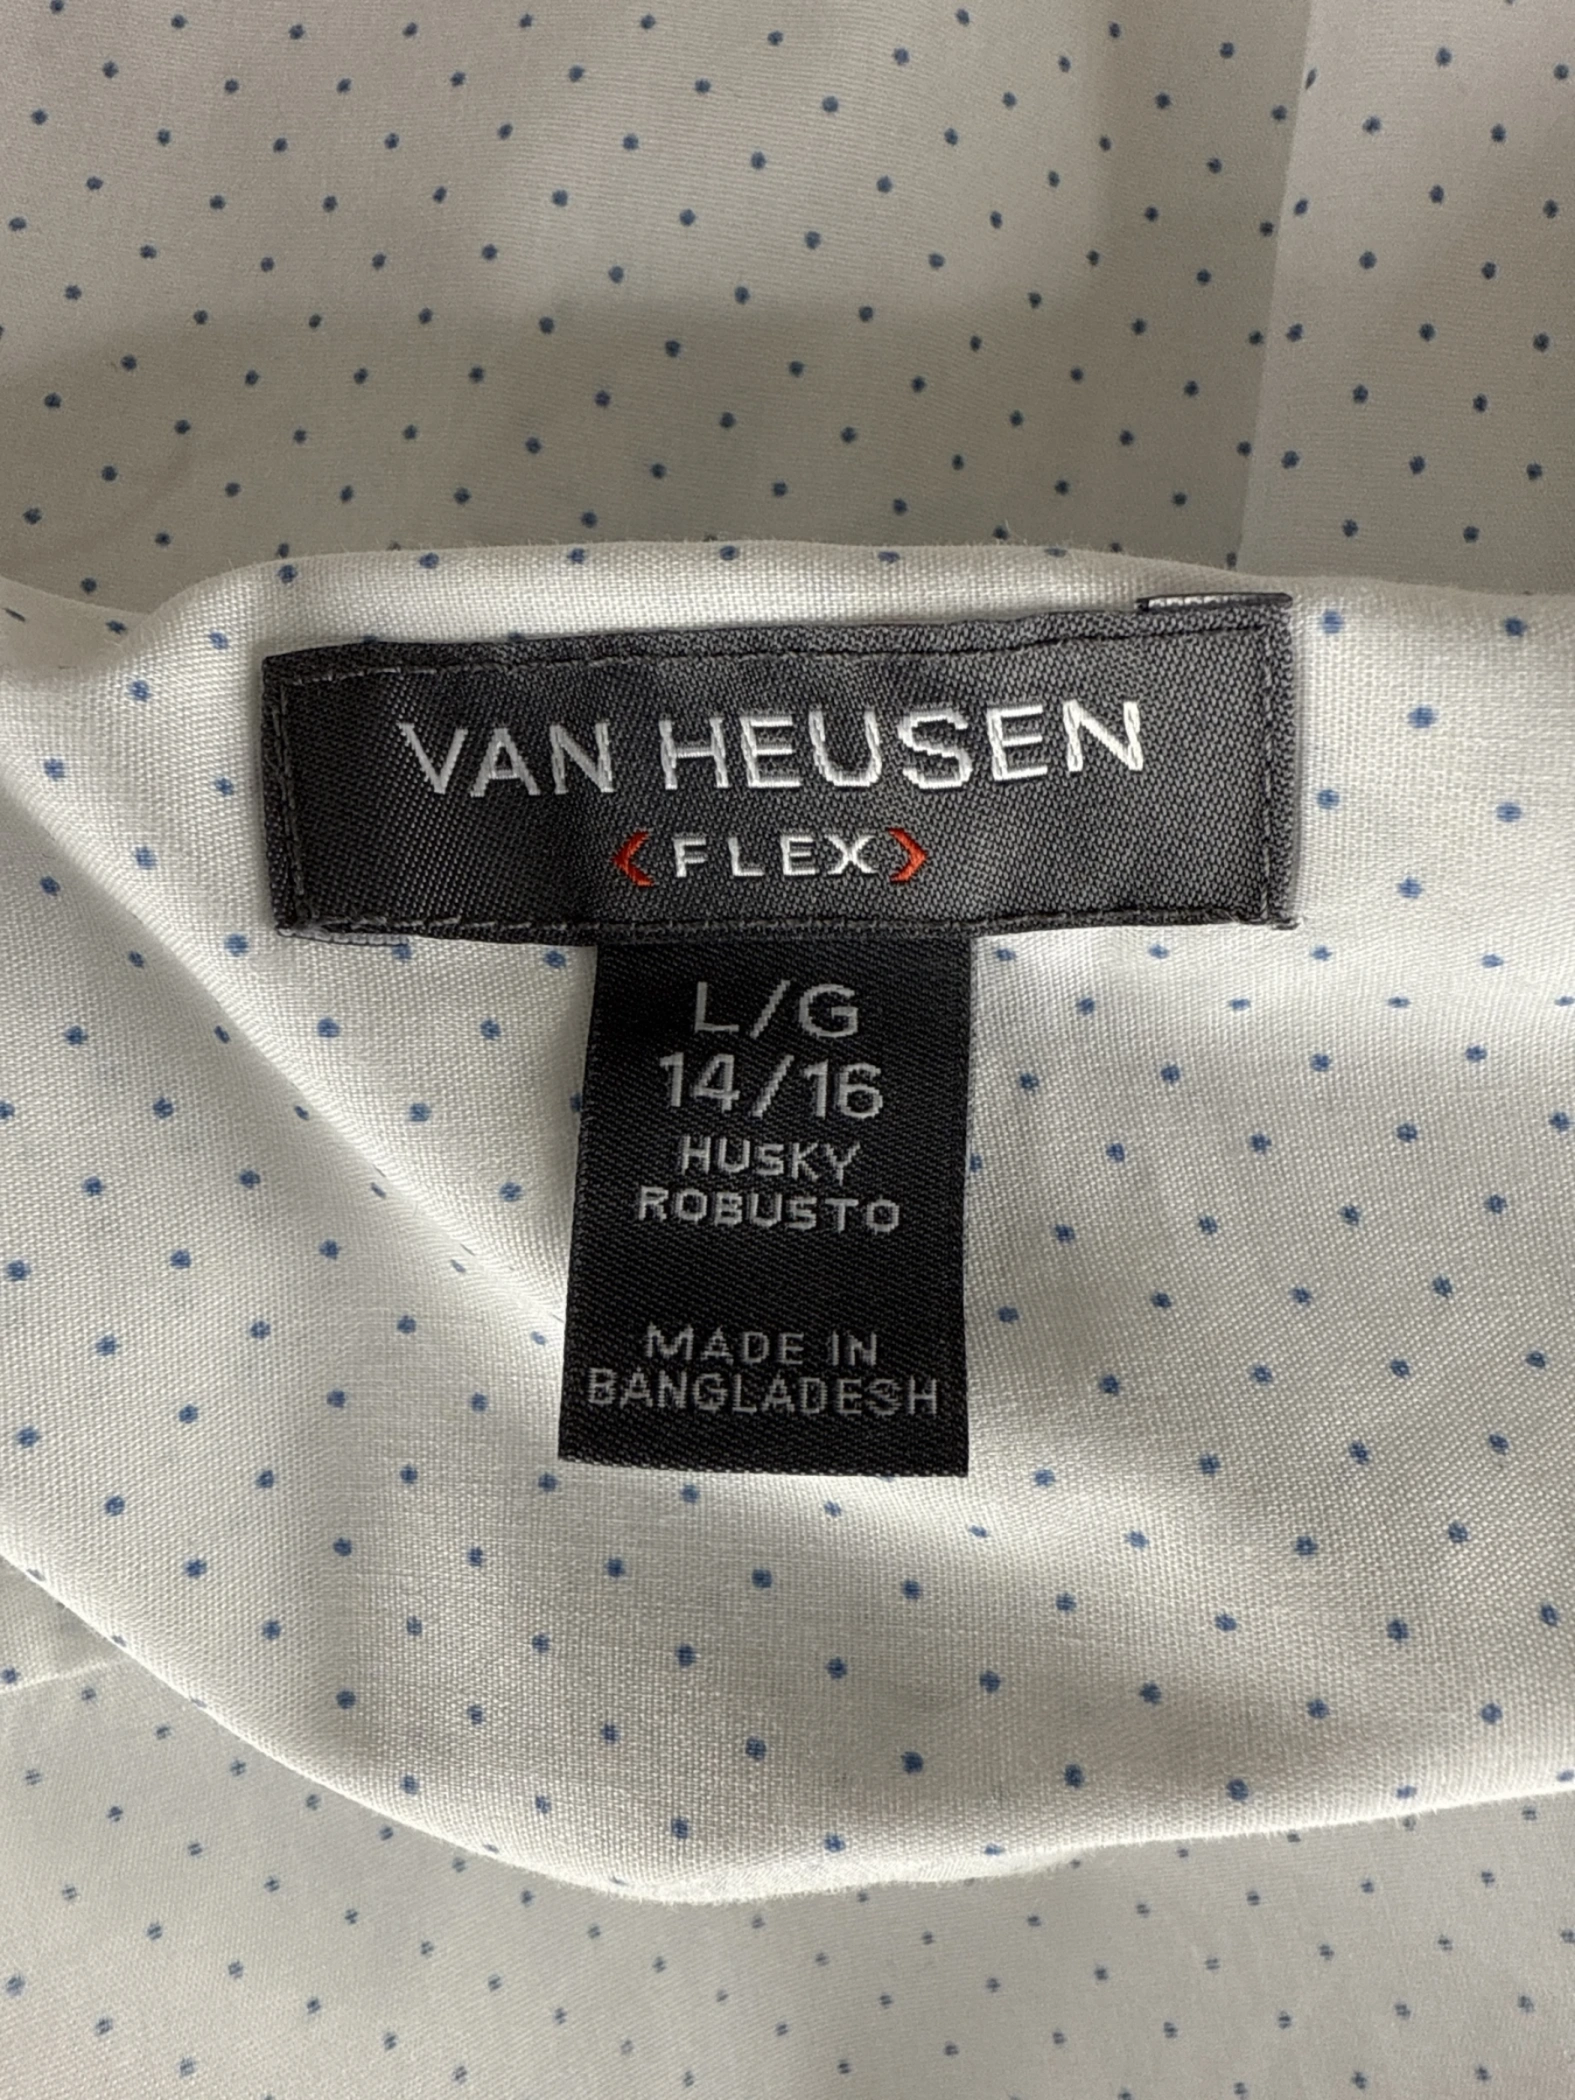 VAN HEUSEN
<FLEX>
L/G
14/16
HUSKY
ROBUSTO
MADE IN
BANGLADESH